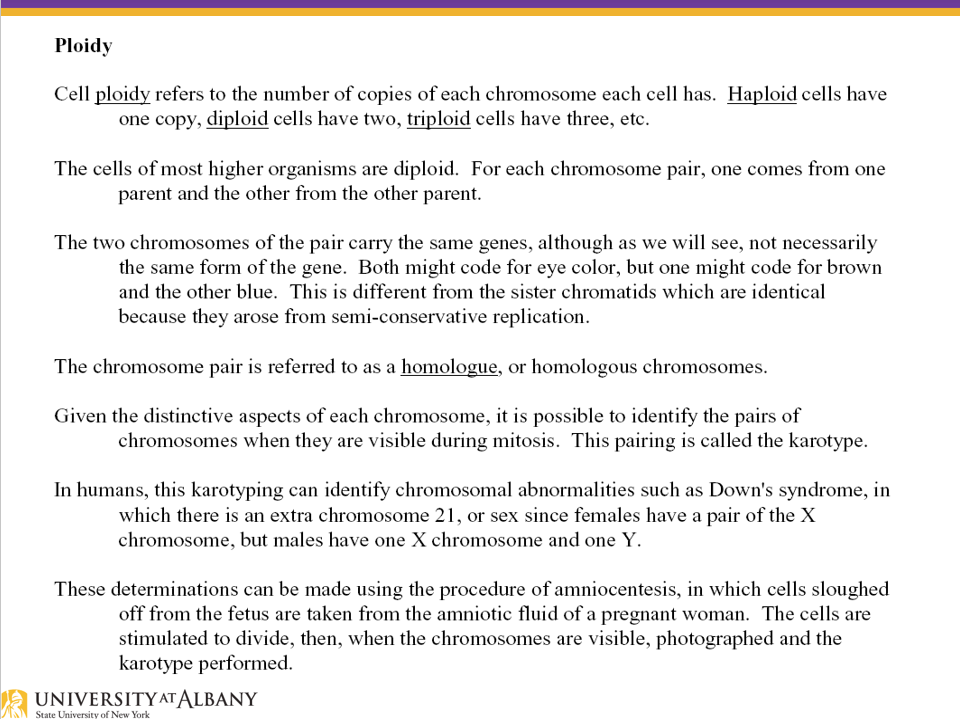 Ploidy
Cell ploidy refers to the number of copies of each chromosome each cell has.  Haploid cells have
one copy, diploid cells have two, triploid cells have three, etc.
The cells of most higher organisms are diploid.  For each chromosome pair, one comes from one
parent and the other from the other parent.
The two chromosomes of the pair carry the same genes, although as we will see, not necessarily
the same form of the gene.  Both might code for eye color, but one might code for brown
and the other blue.  This is different from the sister chromatids which are identical
because they arose from semi-conservative replication.
The chromosome pair is referred to as a homologue, or homologous chromosomes.
Given the distinctive aspects of each chromosome, it is possible to identify the pairs of
chromosomes when they are visible during mitosis.  This pairing is called the karotype.
In humans, this karotyping can identify chromosomal abnormalities such as Down's syndrome, in
which there is an extra chromosome 21, or sex since females have a pair of the X
chromosome, but males have one X chromosome and one Y.
These determinations can be made using the procedure of amniocentesis, in which cells sloughed
off from the fetus are taken from the amniotic fluid of a pregnant woman.  The cells are
stimulated to divide, then, when the chromosomes are visible, photographed and the
karotype performed.
UNIVERSITY AT ALBANY
State University of New York